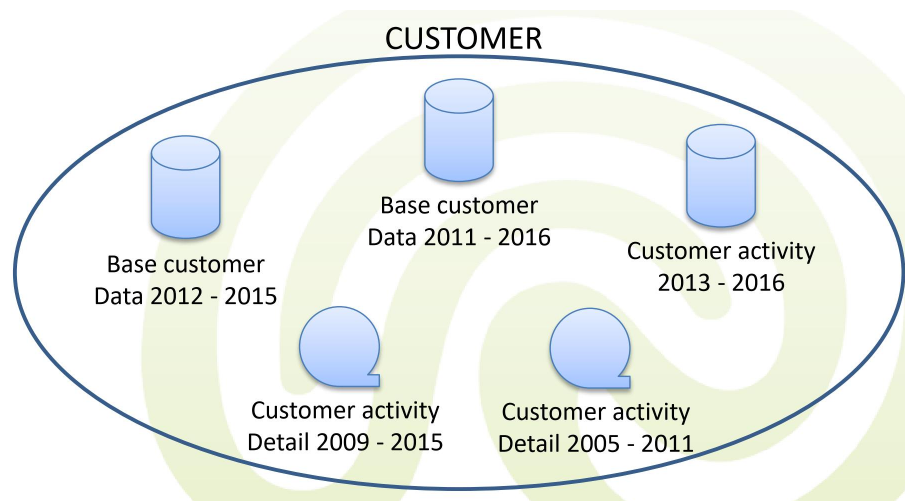 CUSTOMER
Base customer
Data 2011 - 2016
Base customer
Data 2012 - 2015
Customer activity
2013 - 2016
Customer activity
Detail 2009 - 2015
Customer activity
Detail 2005 - 2011